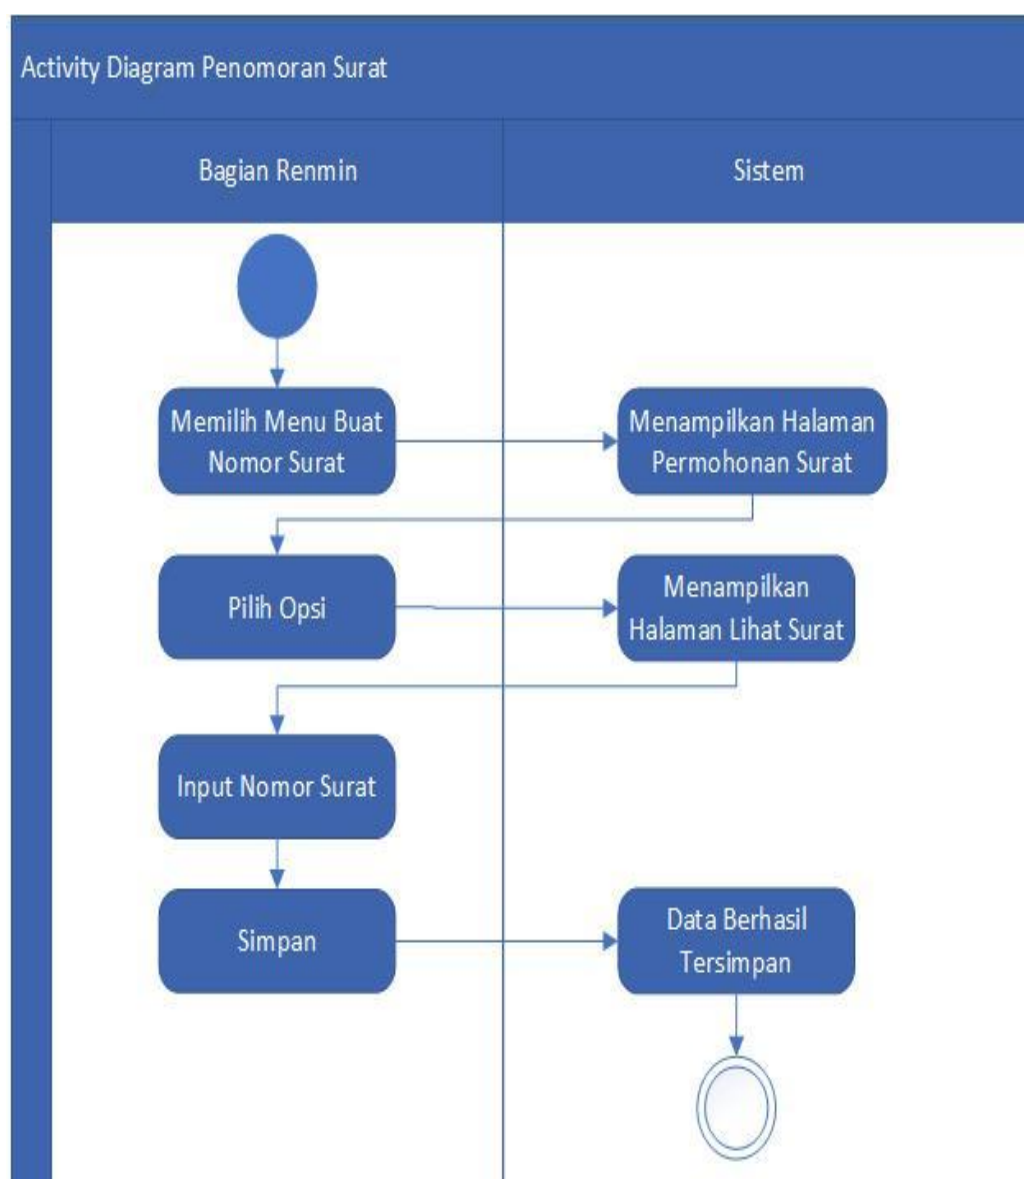 Activity Diagram Penomoran Surat
Bagian Renmin
Sistem
Memilih Menu Buat
Nomor Surat
Menampilkan Halaman
Permohonan Surat
Pilih Opsi
Menampilkan
Halaman Lihat Surat
Input Nomor Surat
Simpan
Data Berhasil
Tersimpan